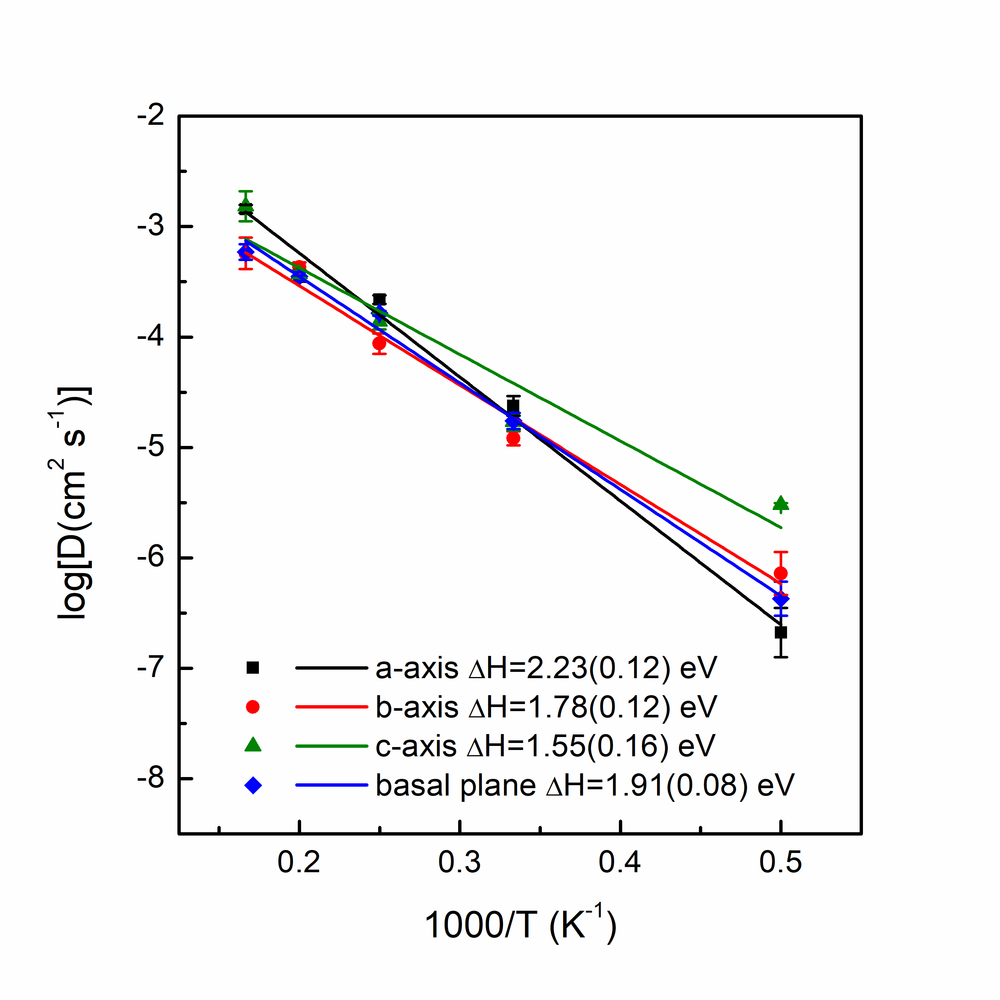 -2
-3
-4
-5
-6
-7
-8
log[D(cm² s⁻¹)]
a-axis ΔH=2.23(0.12) eV
b-axis ΔH=1.78(0.12) eV
c-axis ΔH=1.55(0.16) eV
basal plane ΔH=1.91(0.08) eV
0.2 0.3 0.4 0.5
1000/T (K⁻¹)